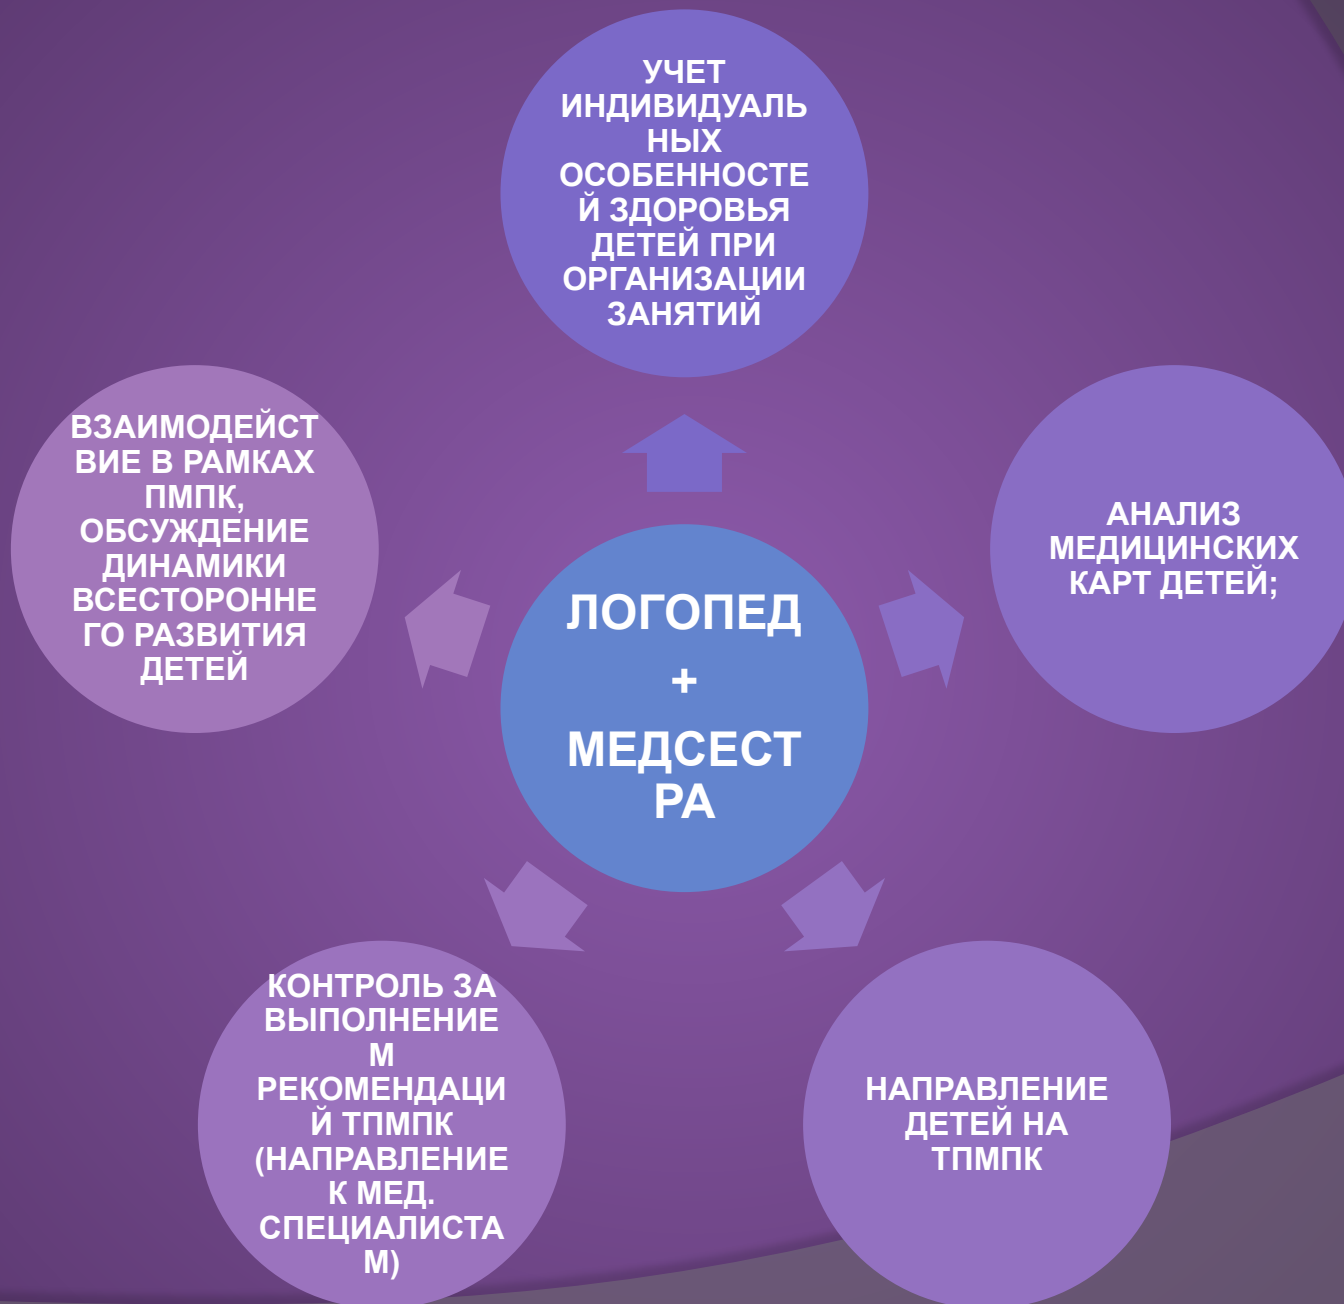 УЧЕТ
ИНДИВИДУАЛЬ
НЫХ
ОСОБЕННОСТЕ
Й ЗДОРОВЬЯ
ДЕТЕЙ ПРИ
ОРГАНИЗАЦИИ
ЗАНЯТИЙ
ВЗАИМОДЕЙСТ
ВИЕ В РАМКАХ
ПМПК,
ОБСУЖДЕНИЕ
ДИНАМИКИ
ВСЕСТОРОННЕ
ГО РАЗВИТИЯ
ДЕТЕЙ
АНАЛИЗ
МЕДИЦИНСКИХ
КАРТ ДЕТЕЙ;
ЛОГОПЕД
+
МЕДСЕСТ
РА
КОНТРОЛЬ ЗА
ВЫПОЛНЕНИЕ
М
РЕКОМЕНДАЦИ
Й ТПМПК
(НАПРАВЛЕНИЕ
К МЕД.
СПЕЦИАЛИСТА
М)
НАПРАВЛЕНИЕ
ДЕТЕЙ НА
ТПМПК